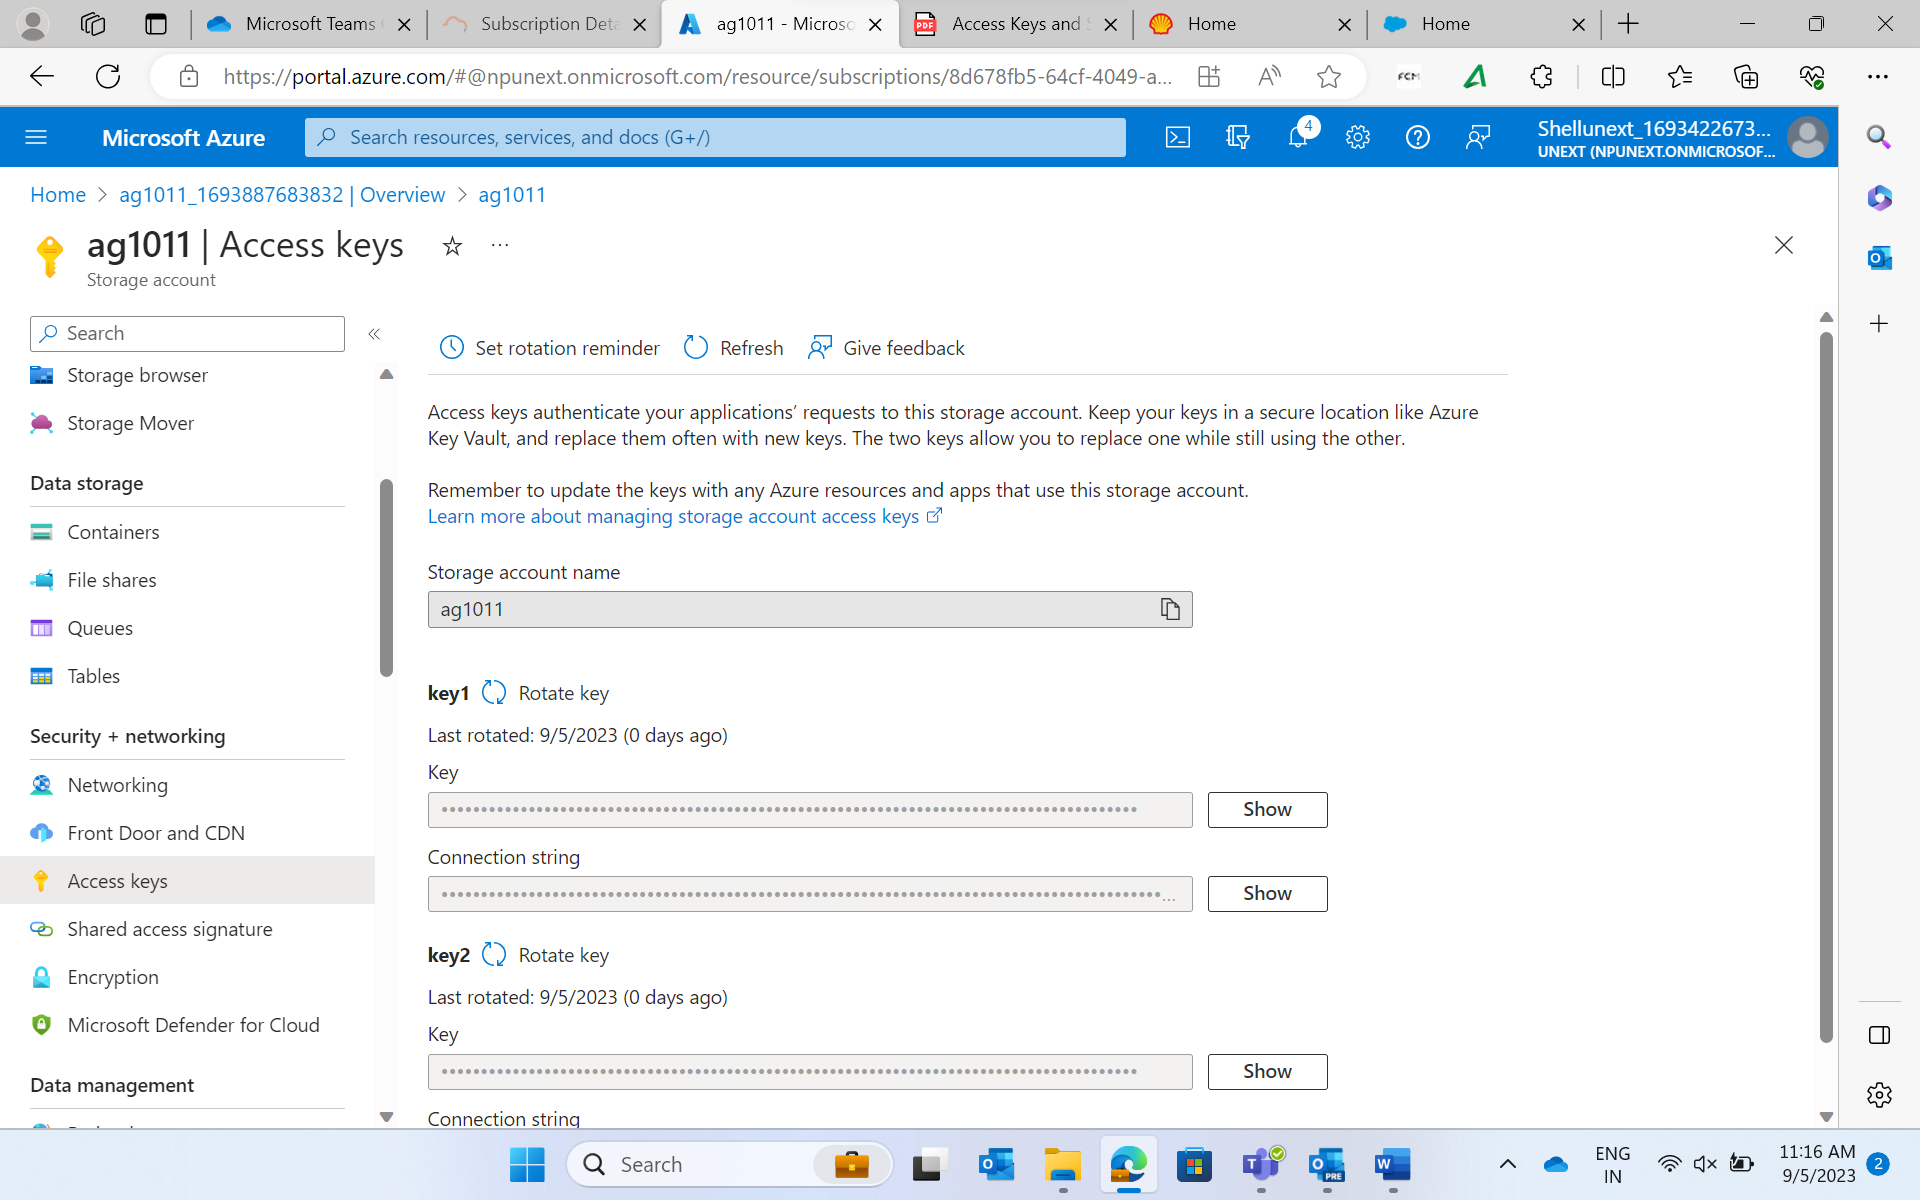 Microsoft Teams
Subscription Deta
ag1011 - Microso
Access Keys and S
Home
Home
https://portal.azure.com/#@npunext.onmicrosoft.com/resource/subscriptions/8d678fb5-64cf-4049-a...
FCM
Microsoft Azure
Search resources, services, and docs (G+/)
4
Shellunext_1693422673...
UNEXT (NPUNEXT.ONMICROSOF...
Home > ag1011_1693887683832 | Overview > ag1011
ag1011 | Access keys
Storage account
Search
Storage browser
Storage Mover
Data storage
Containers
File shares
Queues
Tables
Security + networking
Networking
Front Door and CDN
Access keys
Shared access signature
Encryption
Microsoft Defender for Cloud
Data management
Set rotation reminder
Refresh
Give feedback
Access keys authenticate your applications’ requests to this storage account. Keep your keys in a secure location like Azure
Key Vault, and replace them often with new keys. The two keys allow you to replace one while still using the other.
Remember to update the keys with any Azure resources and apps that use this storage account.
Learn more about managing storage account access keys
Storage account name
ag1011
key1
Rotate key
Last rotated: 9/5/2023 (0 days ago)
Key
Show
Connection string
Show
key2
Rotate key
Last rotated: 9/5/2023 (0 days ago)
Key
Show
Connection string
Search
PRE
ENG
IN
11:16 AM
9/5/2023
2